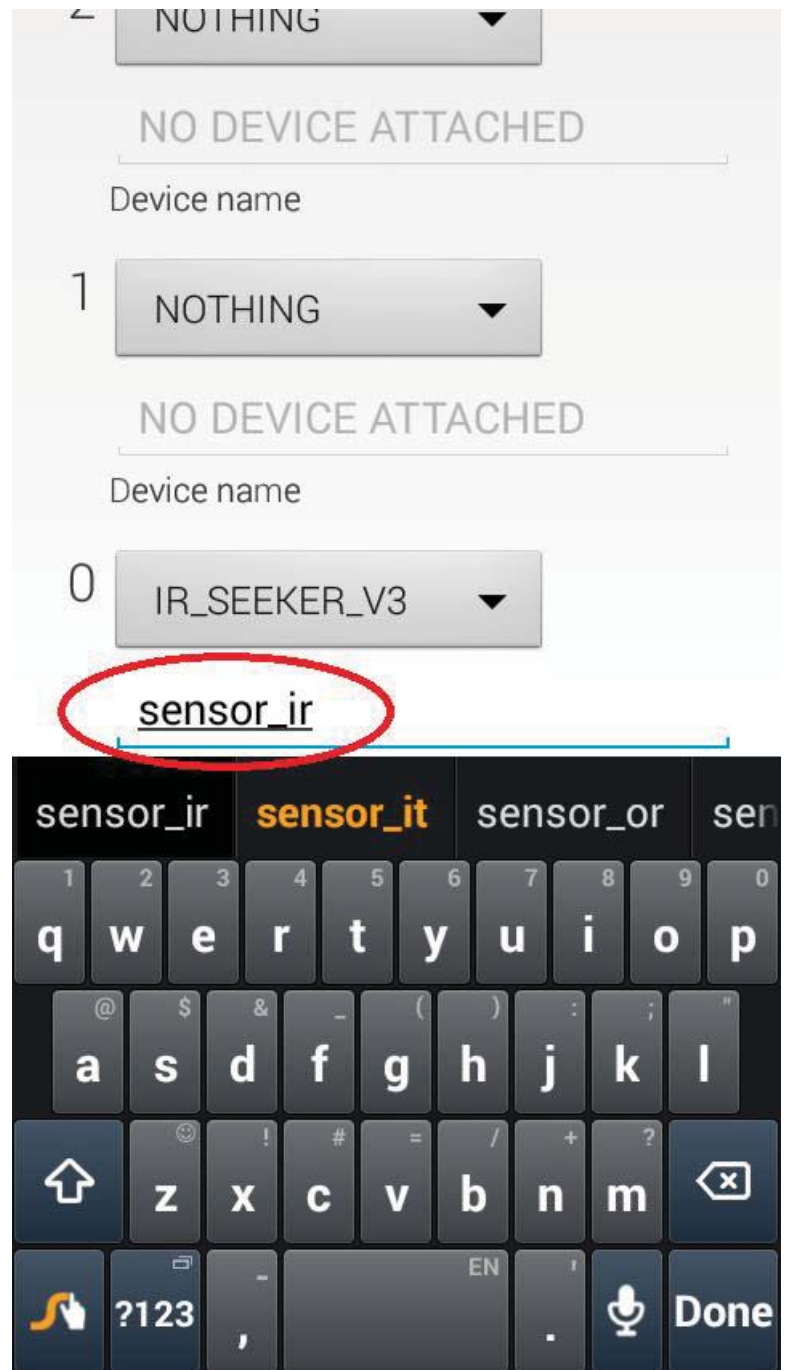 2 NOTHING
NO DEVICE ATTACHED
Device name
1 NOTHING
NO DEVICE ATTACHED
Device name
0 IR_SEEKER_V3
sensor_ir
sensor_ir sensor_it sensor_or sen
1 2 3 4 5 6 7 8 9 0
q w e r t y u i o p
@ $ & _ ( ) : ; "
a s d f g h j k l
! # = / + ?
z x c v b n m
- EN '
?123 , . Done